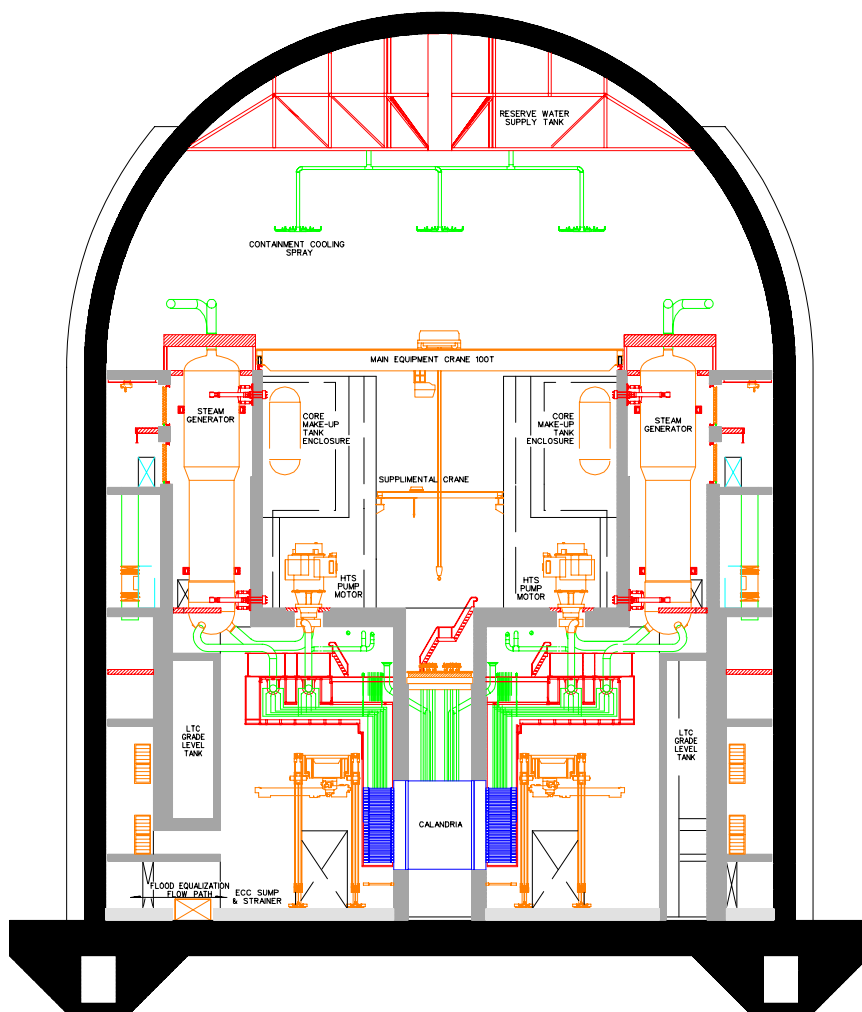 RESERVE WATER
SUPPLY TANK
CONTAINMENT COOLING
SPRAY
MAIN EQUIPMENT CRANE 100T
STEAM
GENERATOR
CORE
MAKE-UP
TANK
ENCLOSURE
CORE
MAKE-UP
TANK
ENCLOSURE
STEAM
GENERATOR
SUPPLIMENTAL CRANE
HTS
PUMP
MOTOR
HTS
PUMP
MOTOR
LTC
GRADE
LEVEL
TANK
LTC
GRADE
LEVEL
TANK
CALANDRIA
FLOOD EQUALIZATION
FLOW PATH
ECC SUMP
& STRAINER